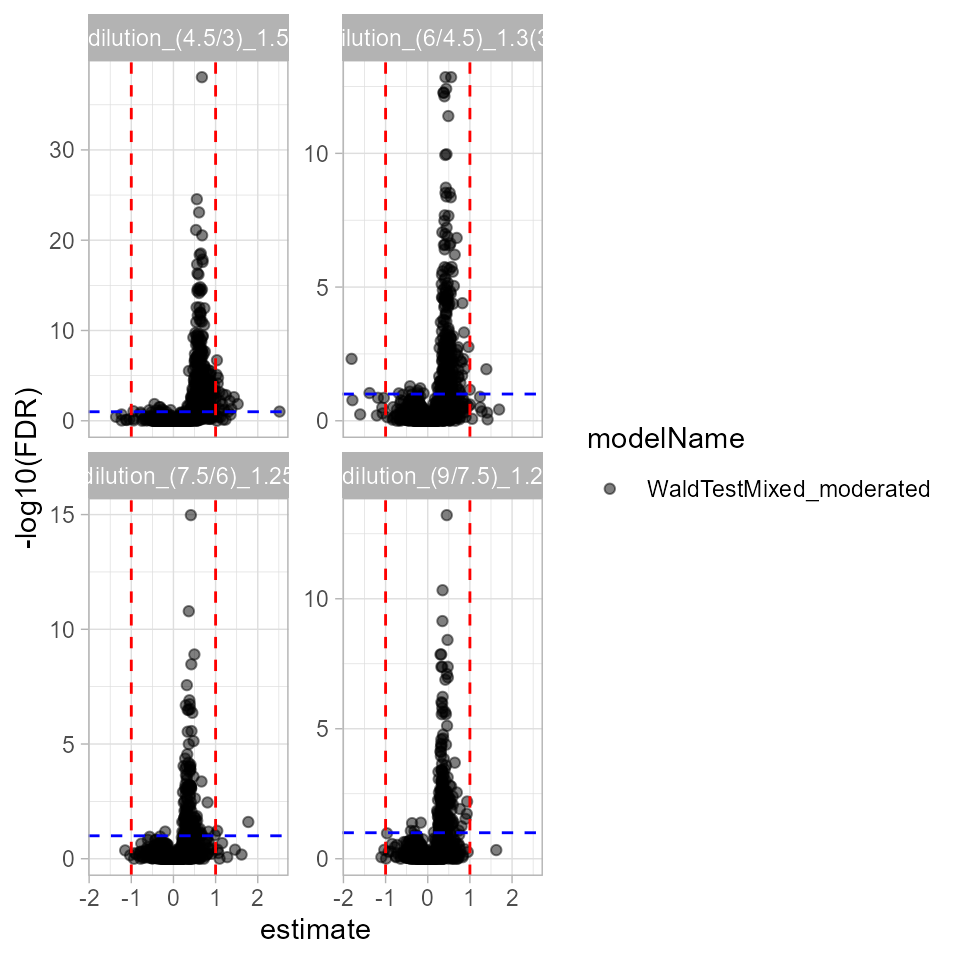 dilution_(4.5/3)_1.5
ilution_(6/4.5)_1.3(3
30
20
10
0
10
5
0
-log10(FDR)
dilution_(7.5/6)_1.25
dilution_(9/7.5)_1.2
15
10
5
0
10
5
0
-2 -1 0 1 2
-2 -1 0 1 2
estimate
modelName
WaldTestMixed_moderated